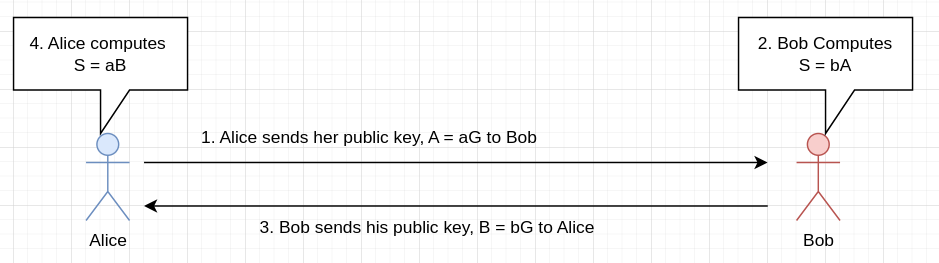 4. Alice computes
S = aB
2. Bob Computes
S = bA
1. Alice sends her public key, A = aG to Bob
3. Bob sends his public key, B = bG to Alice
Alice
Bob